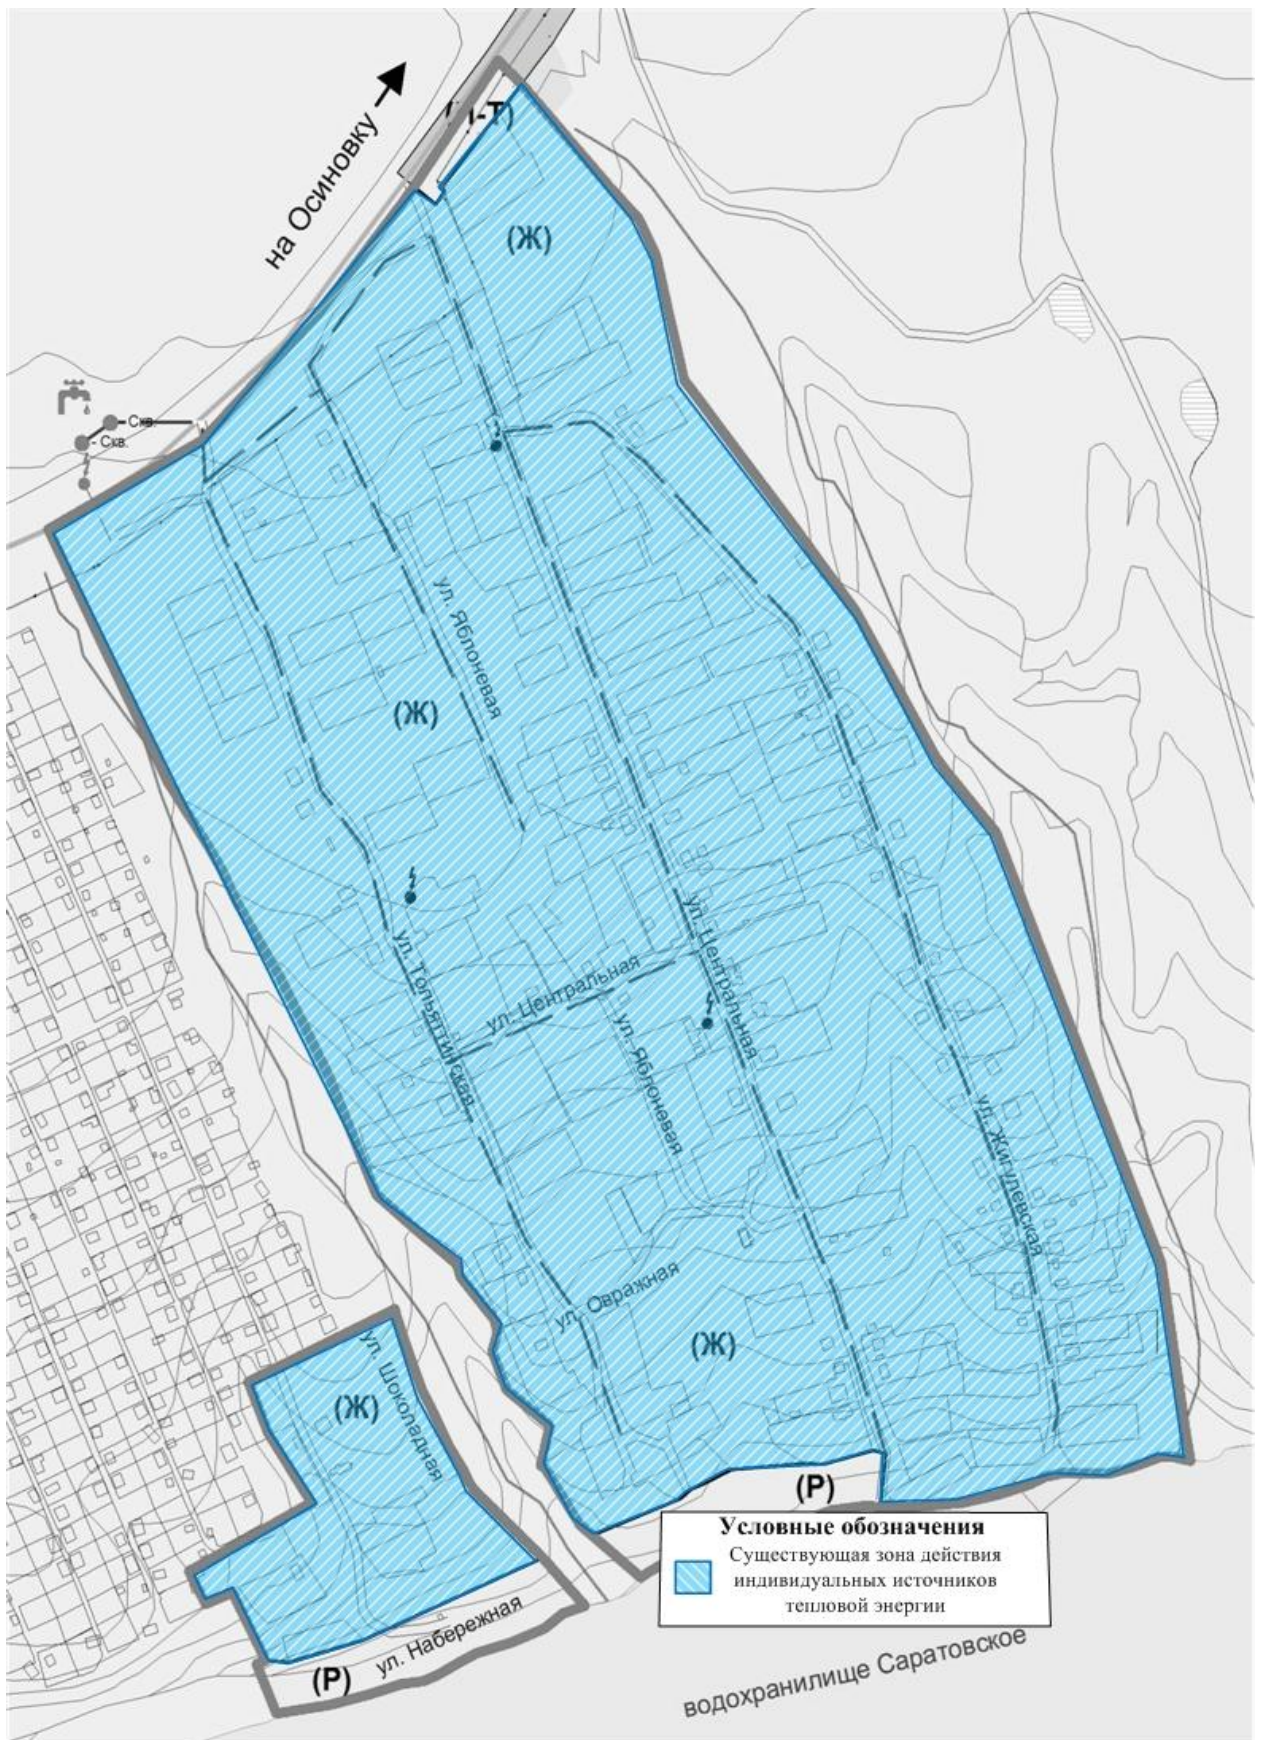 на Осиновку
(Ж)
Скв.
Скв.
ул. Яблоневая
(Ж)
ул. Центральная
ул. Тольяттинская
ул. Центральная
ул. Яблоневая
ул. Жигулевская
ул. Овражная
(Ж)
ул. Шоколадная
(Ж)
(Р)
Условные обозначения
Существующая зона действия
индивидуальных источников
тепловой энергии
ул. Набережная
(Р)
водохранилище Саратовское